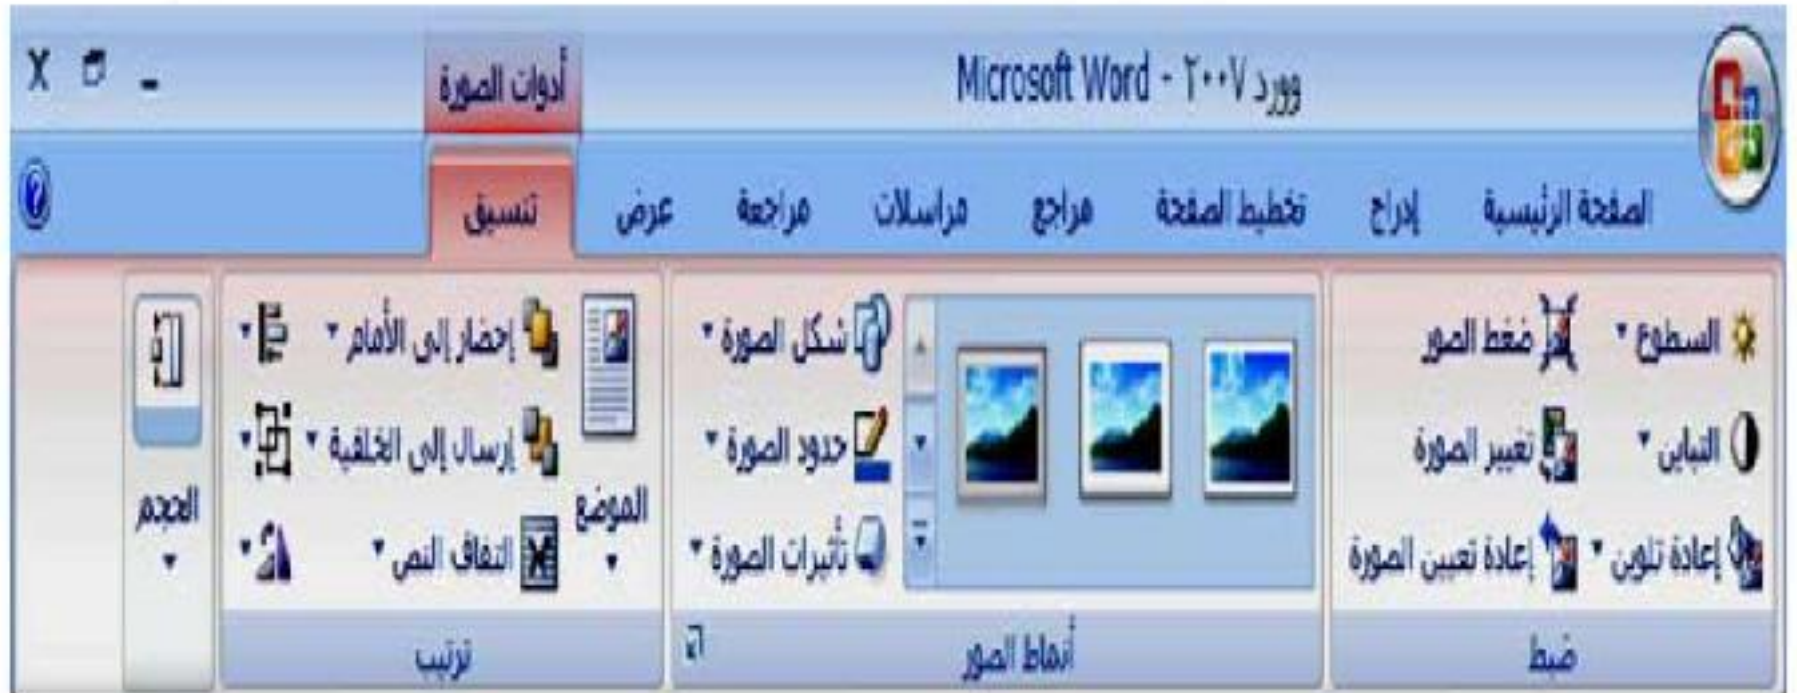 وورد ٢٠٠٧ - Microsoft Word
أدوات الصورة
الصفحة الرئيسية
إدراج
تخطيط الصفحة
مراجع
مراسلات
مراجعة
عرض
تنسيق
السطوع
ضغط الصور
التباين
تغيير الصورة
إعادة تلوين
إعادة تعيين الصورة
ضبط
شكل الصورة
حدود الصورة
تأثيرات الصورة
أنماط الصور
الموضع
إحضار إلى الأمام
إرسال إلى الخلفية
التفاف النص
ترتيب
الحجم